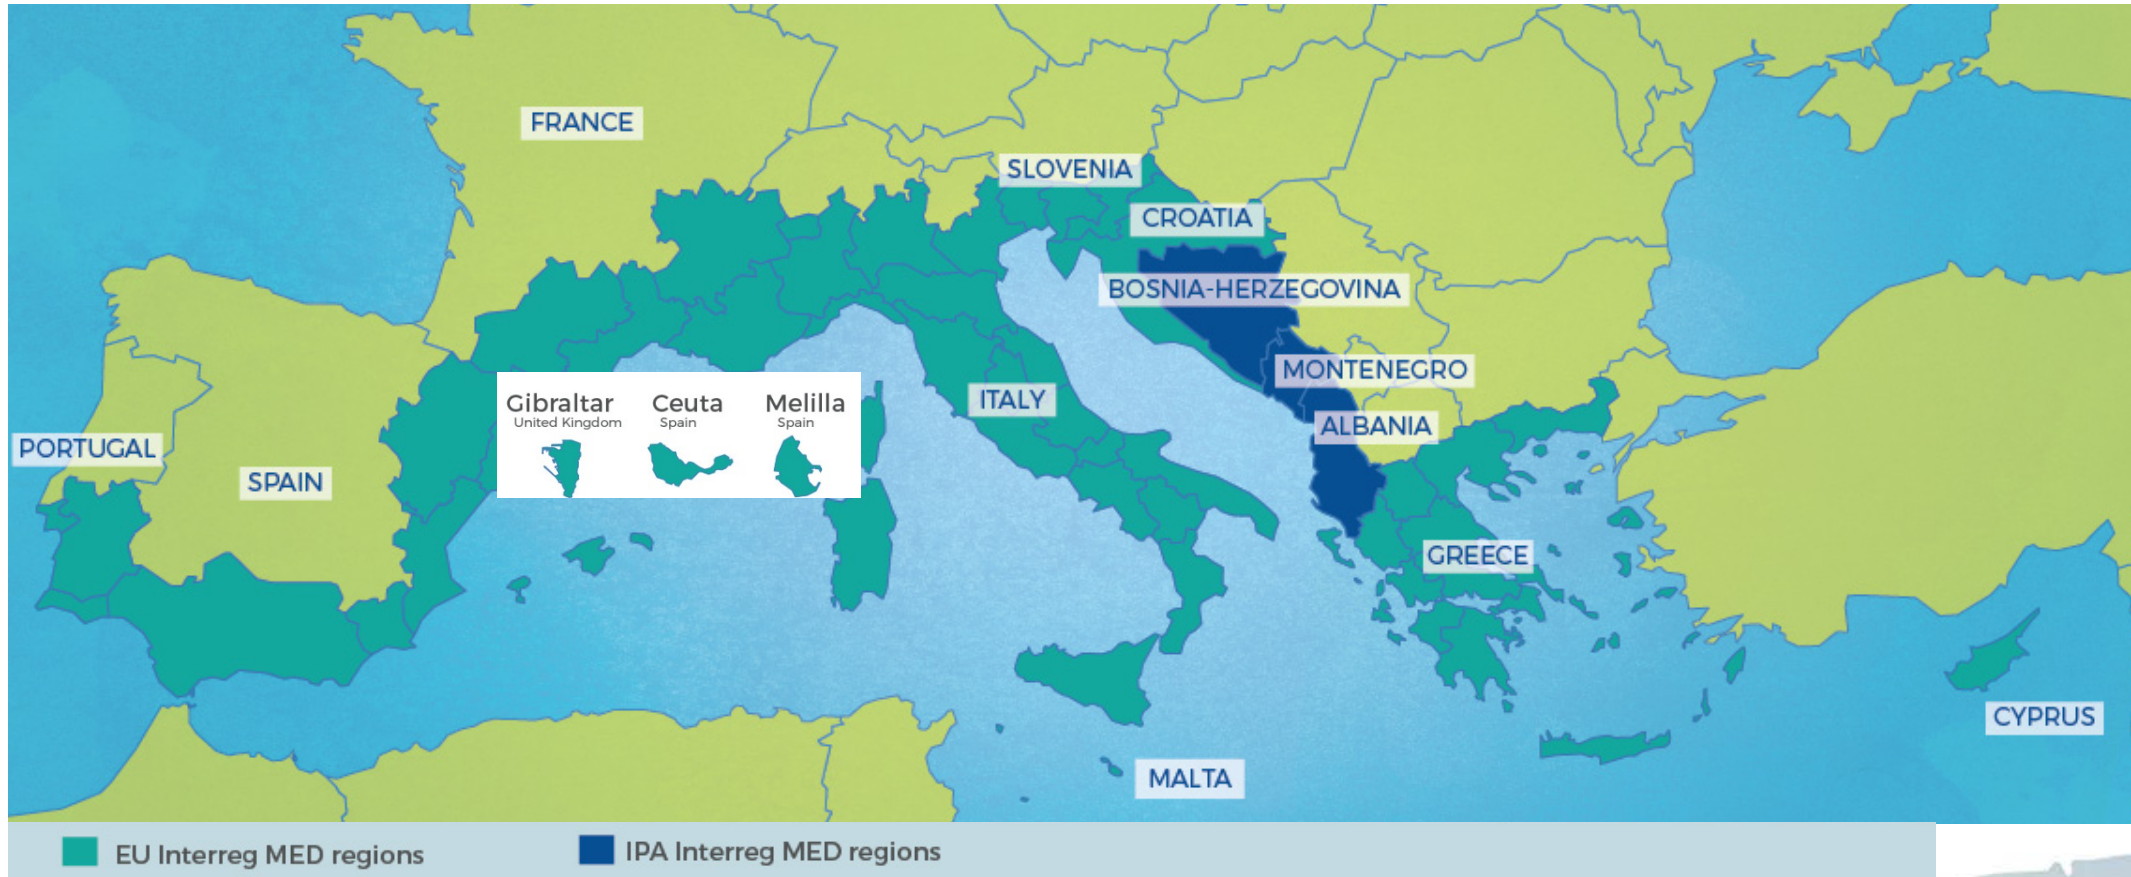 FRANCE
SLOVENIA
CROATIA
BOSNIA-HERZEGOVINA
MONTENEGRO
ITALY
Gibraltar
United Kingdom
Ceuta
Spain
Melilla
Spain
ALBANIA
PORTUGAL
SPAIN
GREECE
CYPRUS
MALTA
EU Interreg MED regions
IPA Interreg MED regions